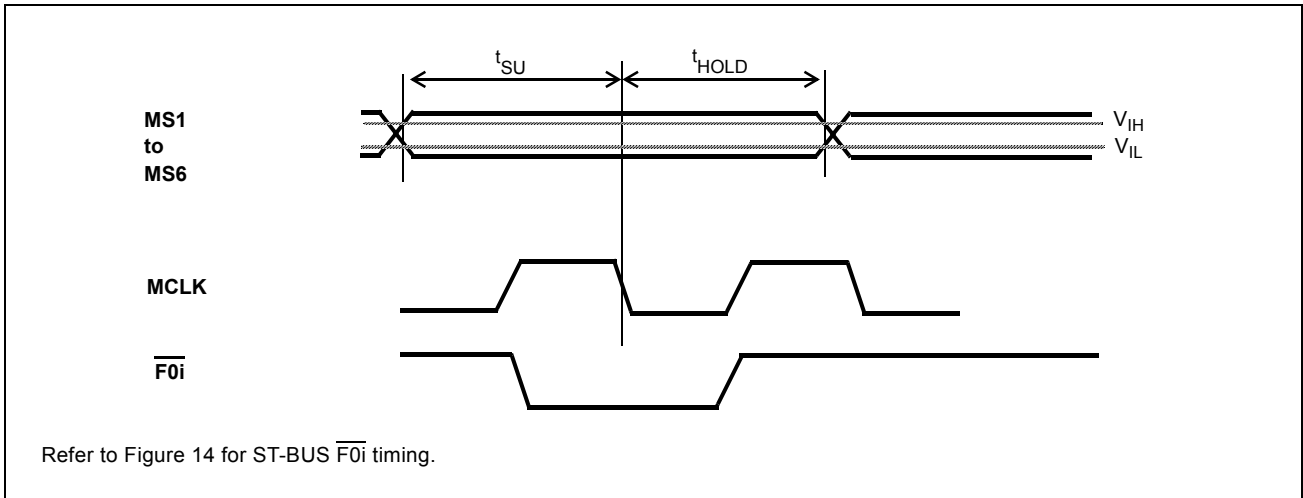 tSU
tHOLD
MS1
to
MS6
VIH
VIL
MCLK
F0i
Refer to Figure 14 for ST-BUS F0i timing.